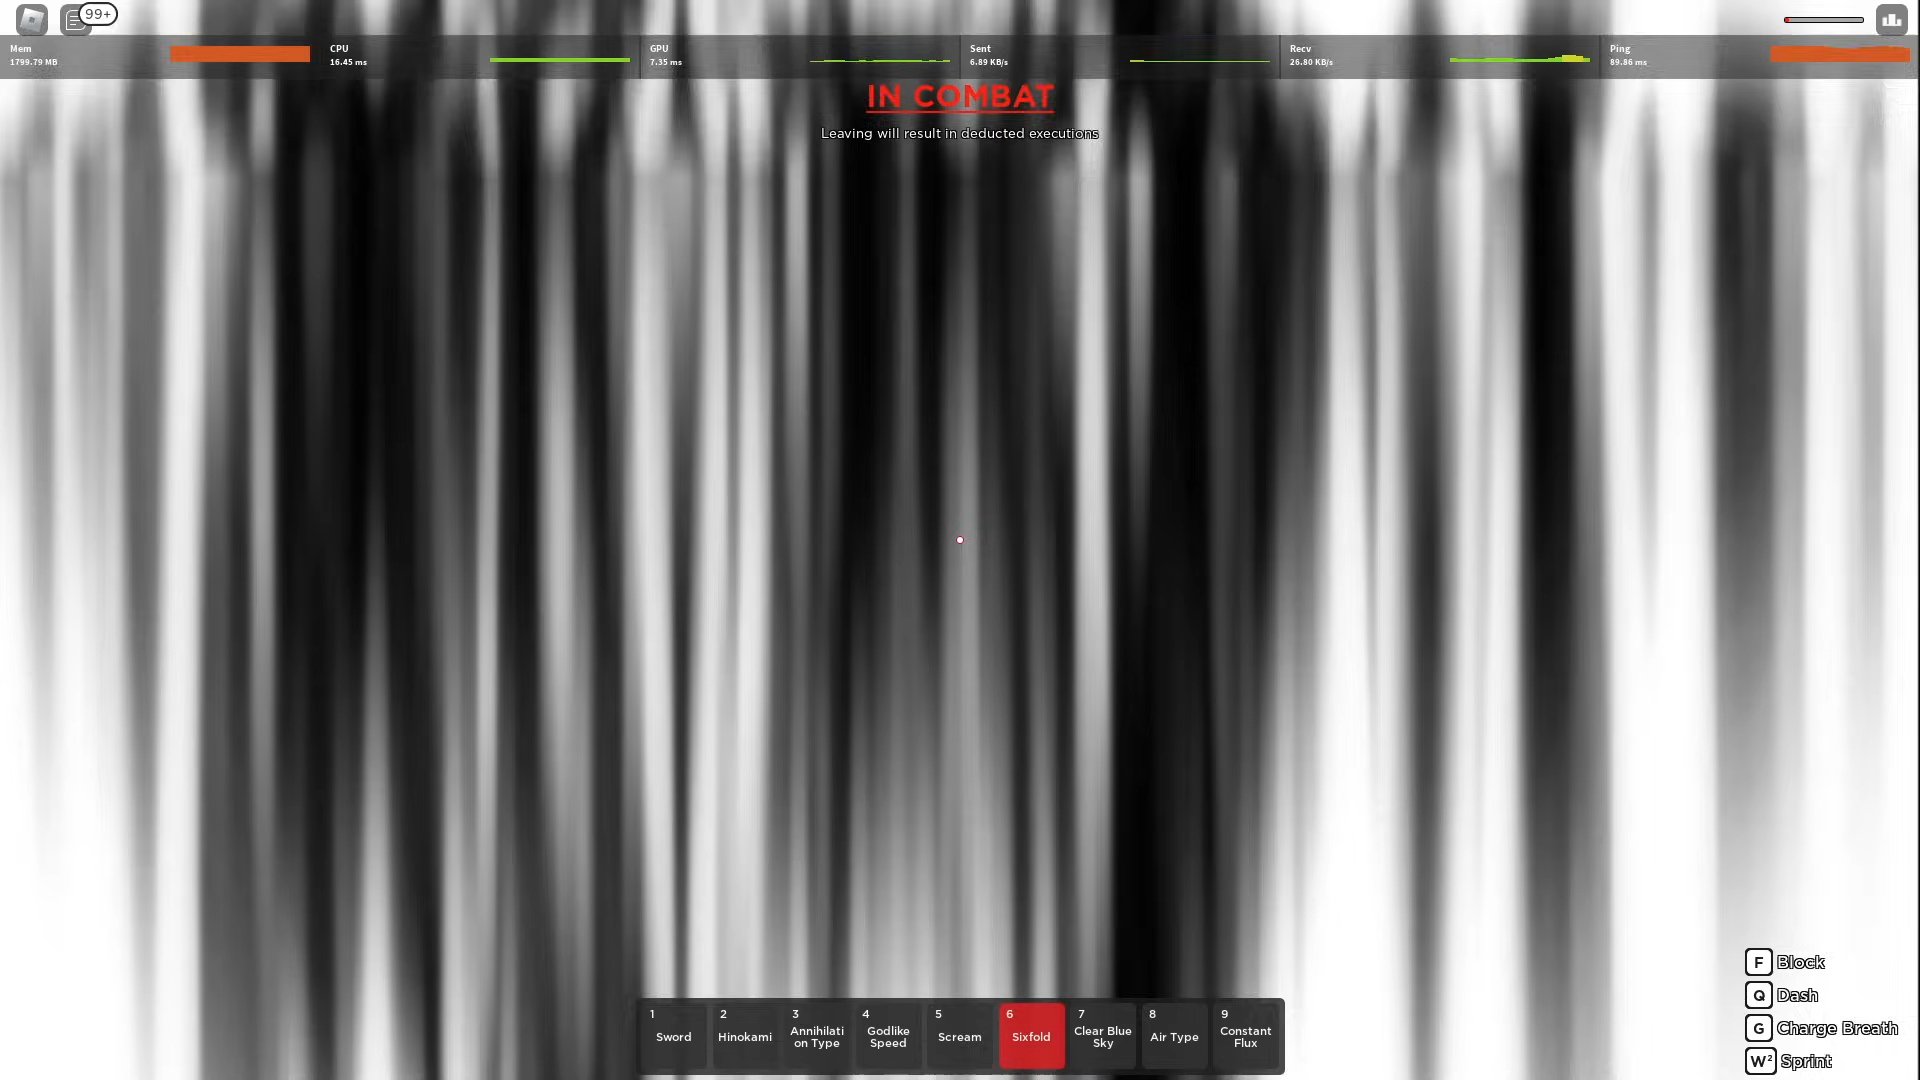 99+
Mem
1799.79 MB
CPU
16.45 ms
GPU
7.35 ms
Sent
6.89 KB/s
Recv
26.80 KB/s
Ping
89.86 ms
IN COMBAT
Leaving will result in deducted executions
F Block
Q Dash
G Charge Breath
W² Sprint
1
Sword
2
Hinokami
3
Annihilati
on Type
4
Godlike
Speed
5
Scream
6
Sixfold
7
Clear Blue
Sky
8
Air Type
9
Constant
Flux